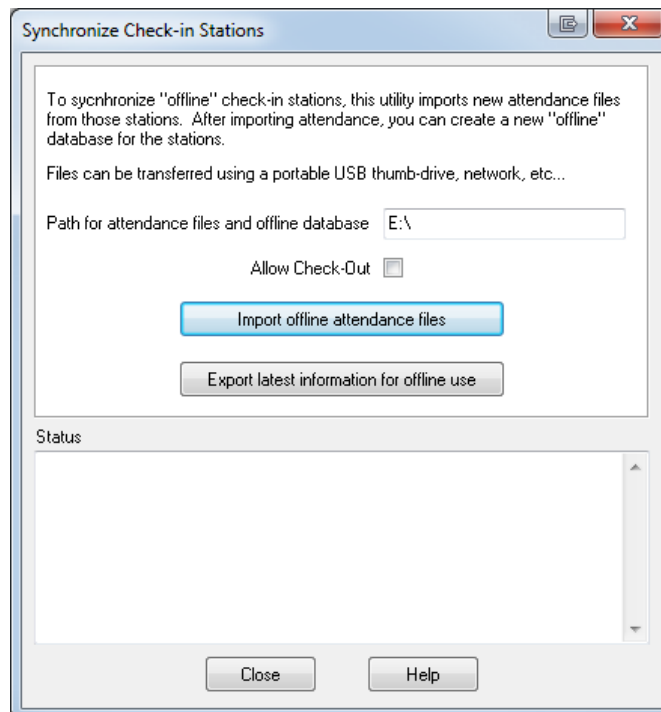 Synchronize Check-in Stations
To sycnhronize "offline" check-in stations, this utility imports new attendance files
from those stations.  After importing attendance, you can create a new "offline"
database for the stations.
Files can be transferred using a portable USB thumb-drive, network, etc...
Path for attendance files and offline database E:\
Allow Check-Out
Import offline attendance files
Export latest information for offline use
Status
Close Help